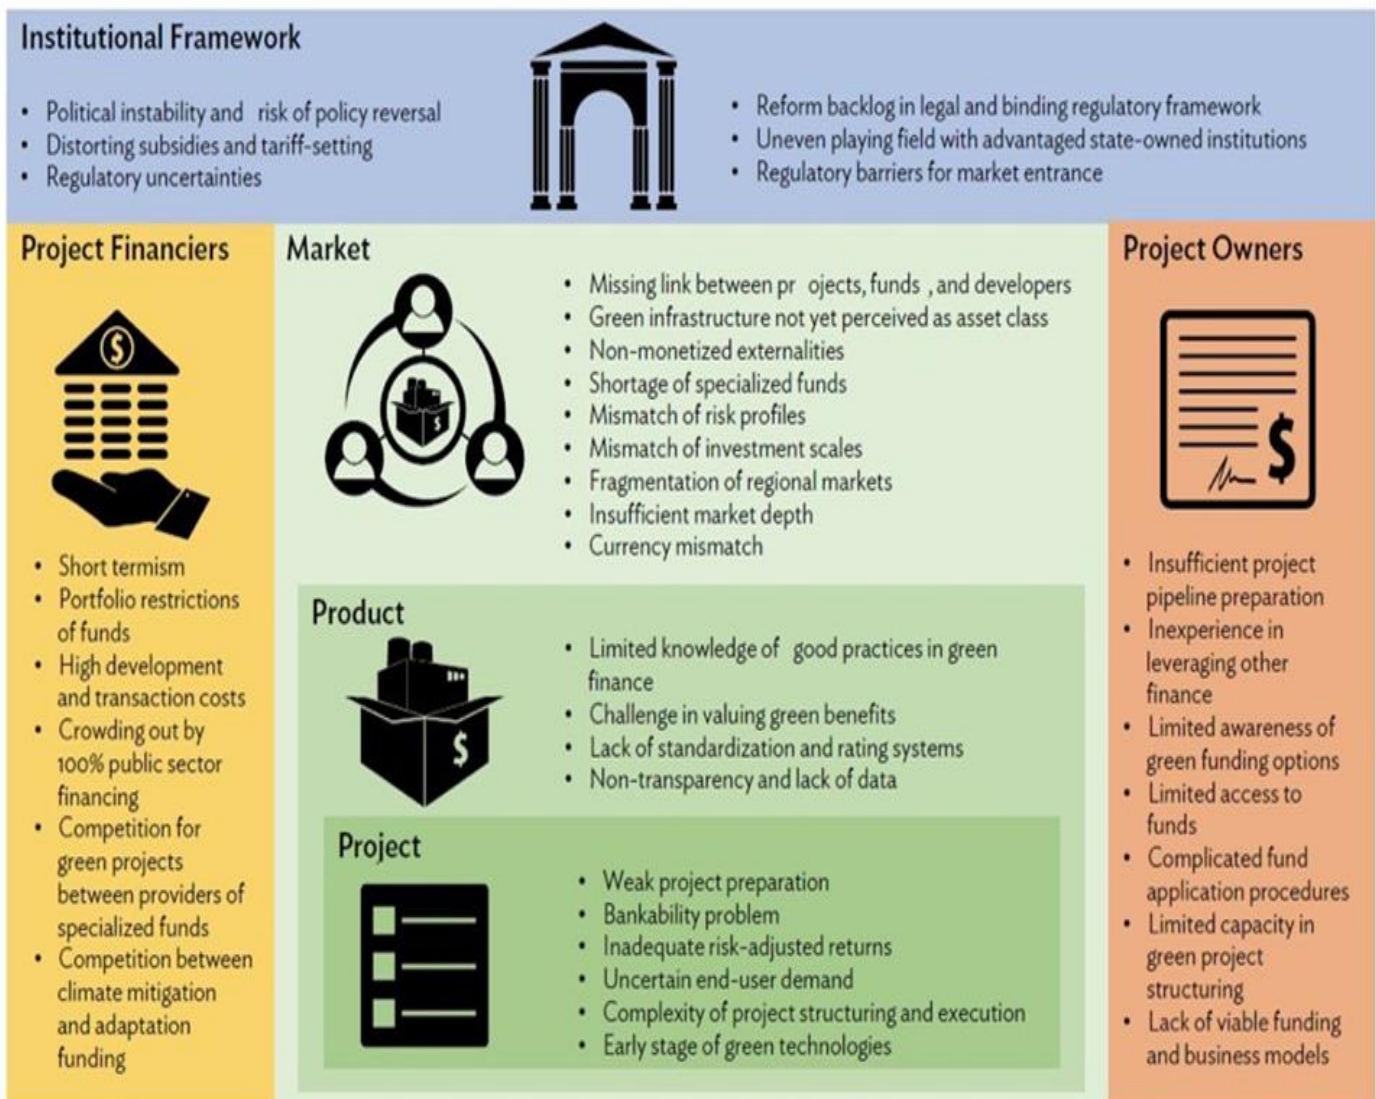 Institutional Framework
• Political instability and risk of policy reversal
• Distorting subsidies and tariff-setting
• Regulatory uncertainties
• Reform backlog in legal and binding regulatory framework
• Uneven playing field with advantaged state-owned institutions
• Regulatory barriers for market entrance
Project Financiers
$
• Short termism
• Portfolio restrictions
of funds
• High development
and transaction costs
• Crowding out by
100% public sector
financing
• Competition for
green projects
between providers of
specialized funds
• Competition between
climate mitigation
and adaptation
funding
Market
$
• Missing link between pr ojects, funds , and developers
• Green infrastructure not yet perceived as asset class
• Non-monetized externalities
• Shortage of specialized funds
• Mismatch of risk profiles
• Mismatch of investment scales
• Fragmentation of regional markets
• Insufficient market depth
• Currency mismatch
Product
$
• Limited knowledge of good practices in green
finance
• Challenge in valuing green benefits
• Lack of standardization and rating systems
• Non-transparency and lack of data
Project
• Weak project preparation
• Bankability problem
• Inadequate risk-adjusted returns
• Uncertain end-user demand
• Complexity of project structuring and execution
• Early stage of green technologies
Project Owners
$
• Insufficient project
pipeline preparation
• Inexperience in
leveraging other
finance
• Limited awareness of
green funding options
• Limited access to
funds
• Complicated fund
application procedures
• Limited capacity in
green project
structuring
• Lack of viable funding
and business models